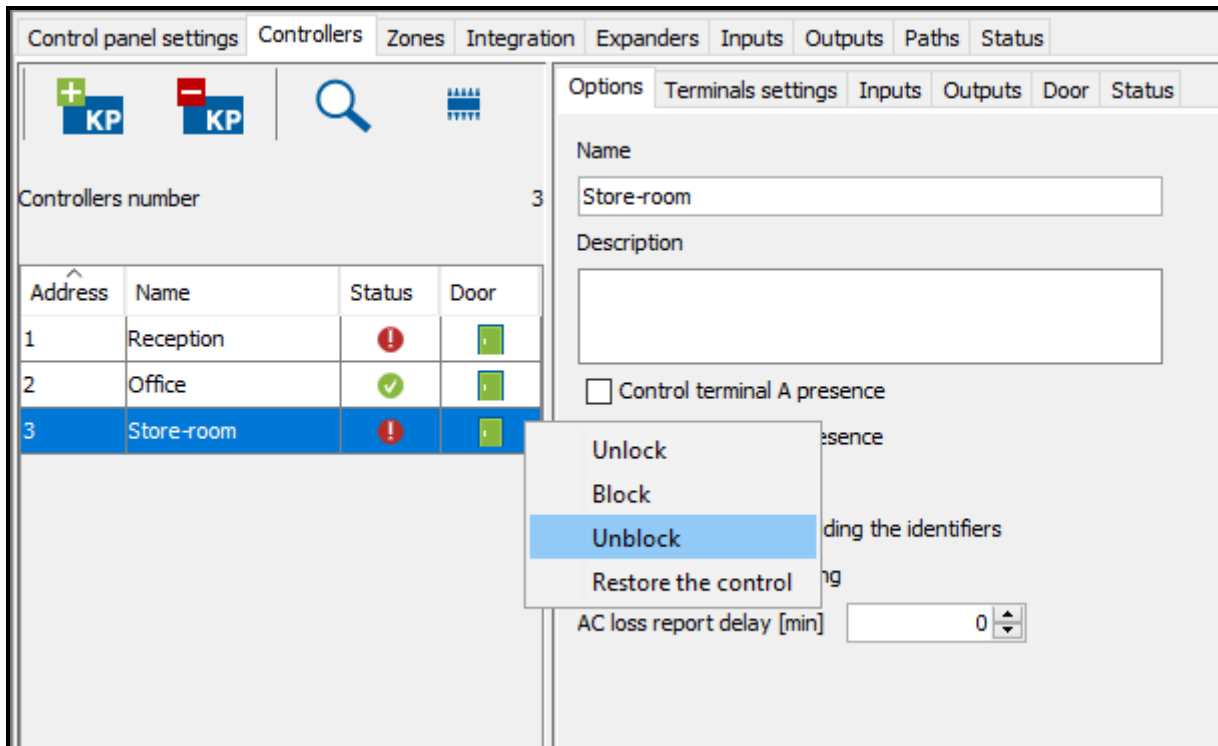 Control panel settings Controllers Zones Integration Expanders Inputs Outputs Paths Status
KP KP
Controllers number 3
Address Name Status Door
1 Reception
2 Office
3 Store-room
Options Terminals settings Inputs Outputs Door Status
Name
Store-room
Description
Control terminal A presence
esence
ding the identifiers
ng
AC loss report delay [min] 0
Unlock
Block
Unblock
Restore the control